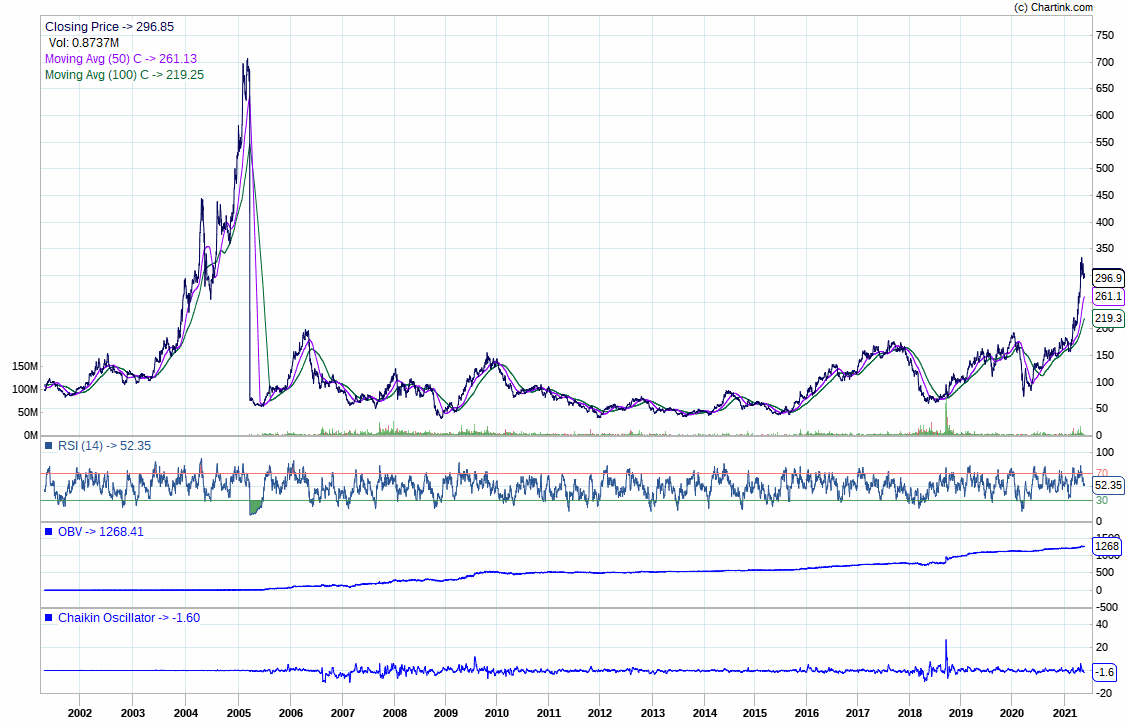 (c) Chartink.com
Closing Price -> 296.85
Vol: 0.8737M
Moving Avg (50) C -> 261.13
Moving Avg (100) C -> 219.25
750
700
650
600
550
500
450
400
350
296.9
261.1
219.3
200
150
100
50
0
150M
100M
50M
0M
RSI (14) -> 52.35
100
70
52.35
30
0
OBV -> 1268.41
1500
1268
1000
500
0
-500
Chaikin Oscillator -> -1.60
40
20
-1.6
-20
2002 2003 2004 2005 2006 2007 2008 2009 2010 2011 2012 2013 2014 2015 2016 2017 2018 2019 2020 2021